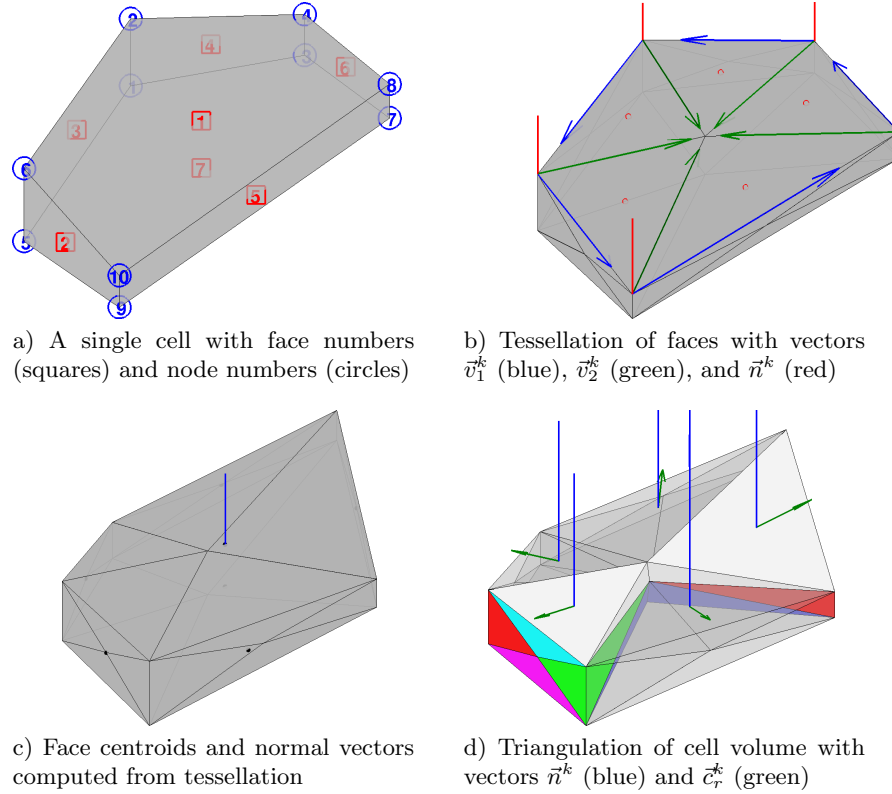 2
4
4
6
1
3
8
1
7
3
7
6
5
5
2
10
9
a) A single cell with face numbers
(squares) and node numbers (circles)
b) Tessellation of faces with vectors
$\vec{v}_1^k$ (blue), $\vec{v}_2^k$ (green), and $\vec{n}^k$ (red)
c) Face centroids and normal vectors
computed from tessellation
d) Triangulation of cell volume with
vectors $\vec{n}^k$ (blue) and $\vec{c}_r^k$ (green)